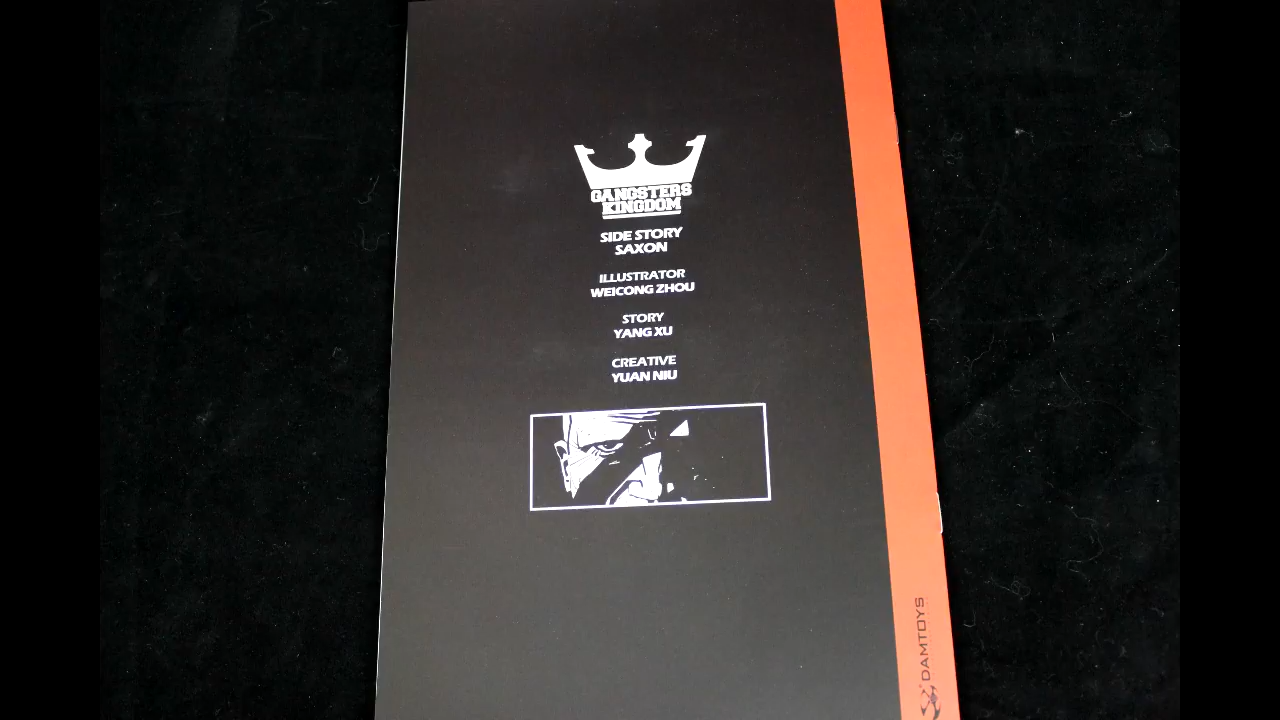 GANGSTERS
KINGDOM
SIDE STORY
SAXON
ILLUSTRATOR
WEICONG ZHOU
STORY
YANG XU
CREATIVE
YUAN NIU
DAMTOYS